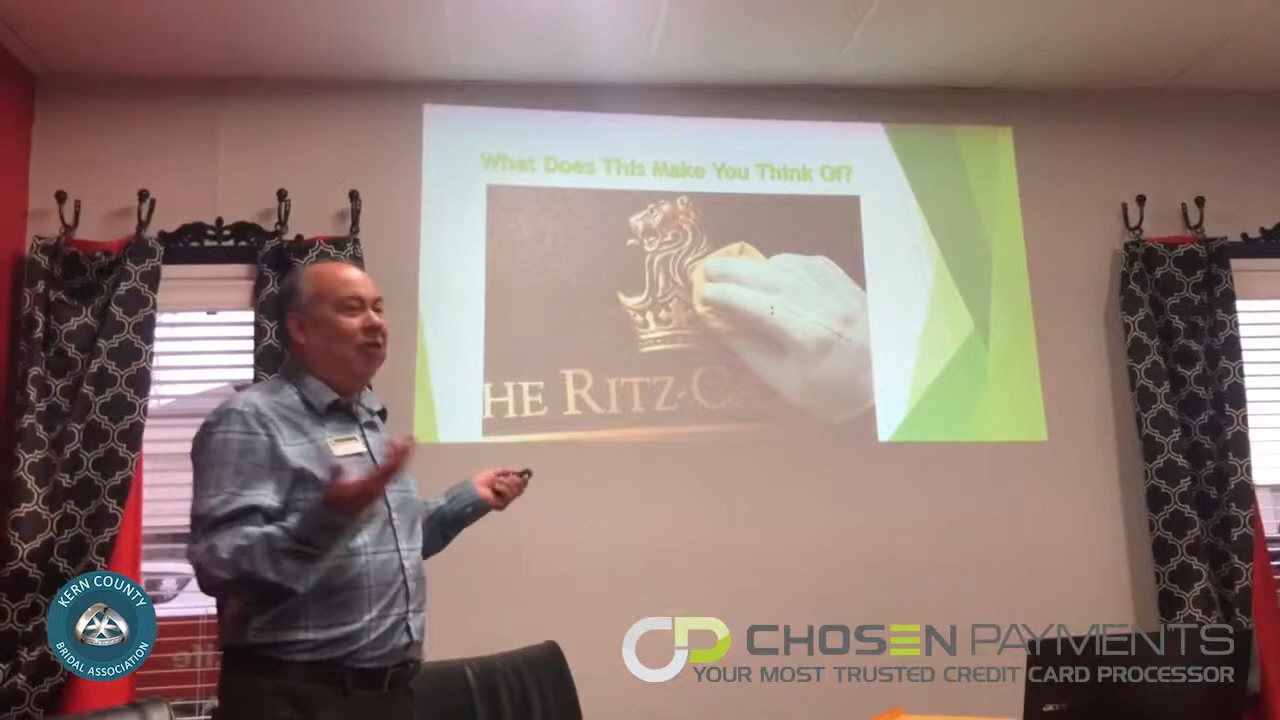 What Does This Make You Think Of?
HE RITZ-C
KERN COUNTY
BRIDAL ASSOCIATION
CHOSEN PAYMENTS
YOUR MOST TRUSTED CREDIT CARD PROCESSOR
acer